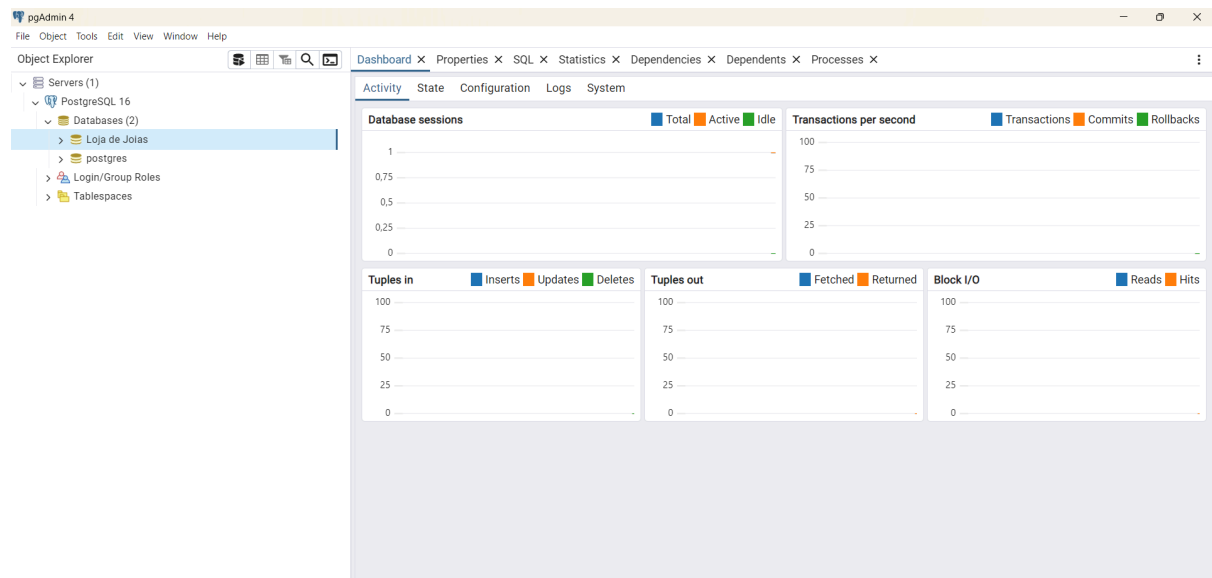 pgAdmin 4
File Object Tools Edit View Window Help
Object Explorer
Dashboard Properties SQL Statistics Dependencies Dependents Processes
Servers (1)
PostgreSQL 16
Databases (2)
Loja de Joias
postgres
Login/Group Roles
Tablespaces
Activity State Configuration Logs System
Database sessions Total Active Idle
1
0,75
0,5
0,25
0
Transactions per second Transactions Commits Rollbacks
100
75
50
25
0
Tuples in Inserts Updates Deletes
100
75
50
25
0
Tuples out Fetched Returned
100
75
50
25
0
Block I/O Reads Hits
100
75
50
25
0